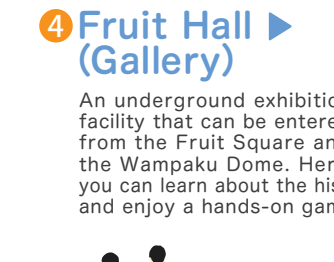 4 Fruit Hall ▶
(Gallery)
An underground
facility that can be
from the Fruit Square
the Wampaku Dome.
you can learn about the
and enjoy a hands-on